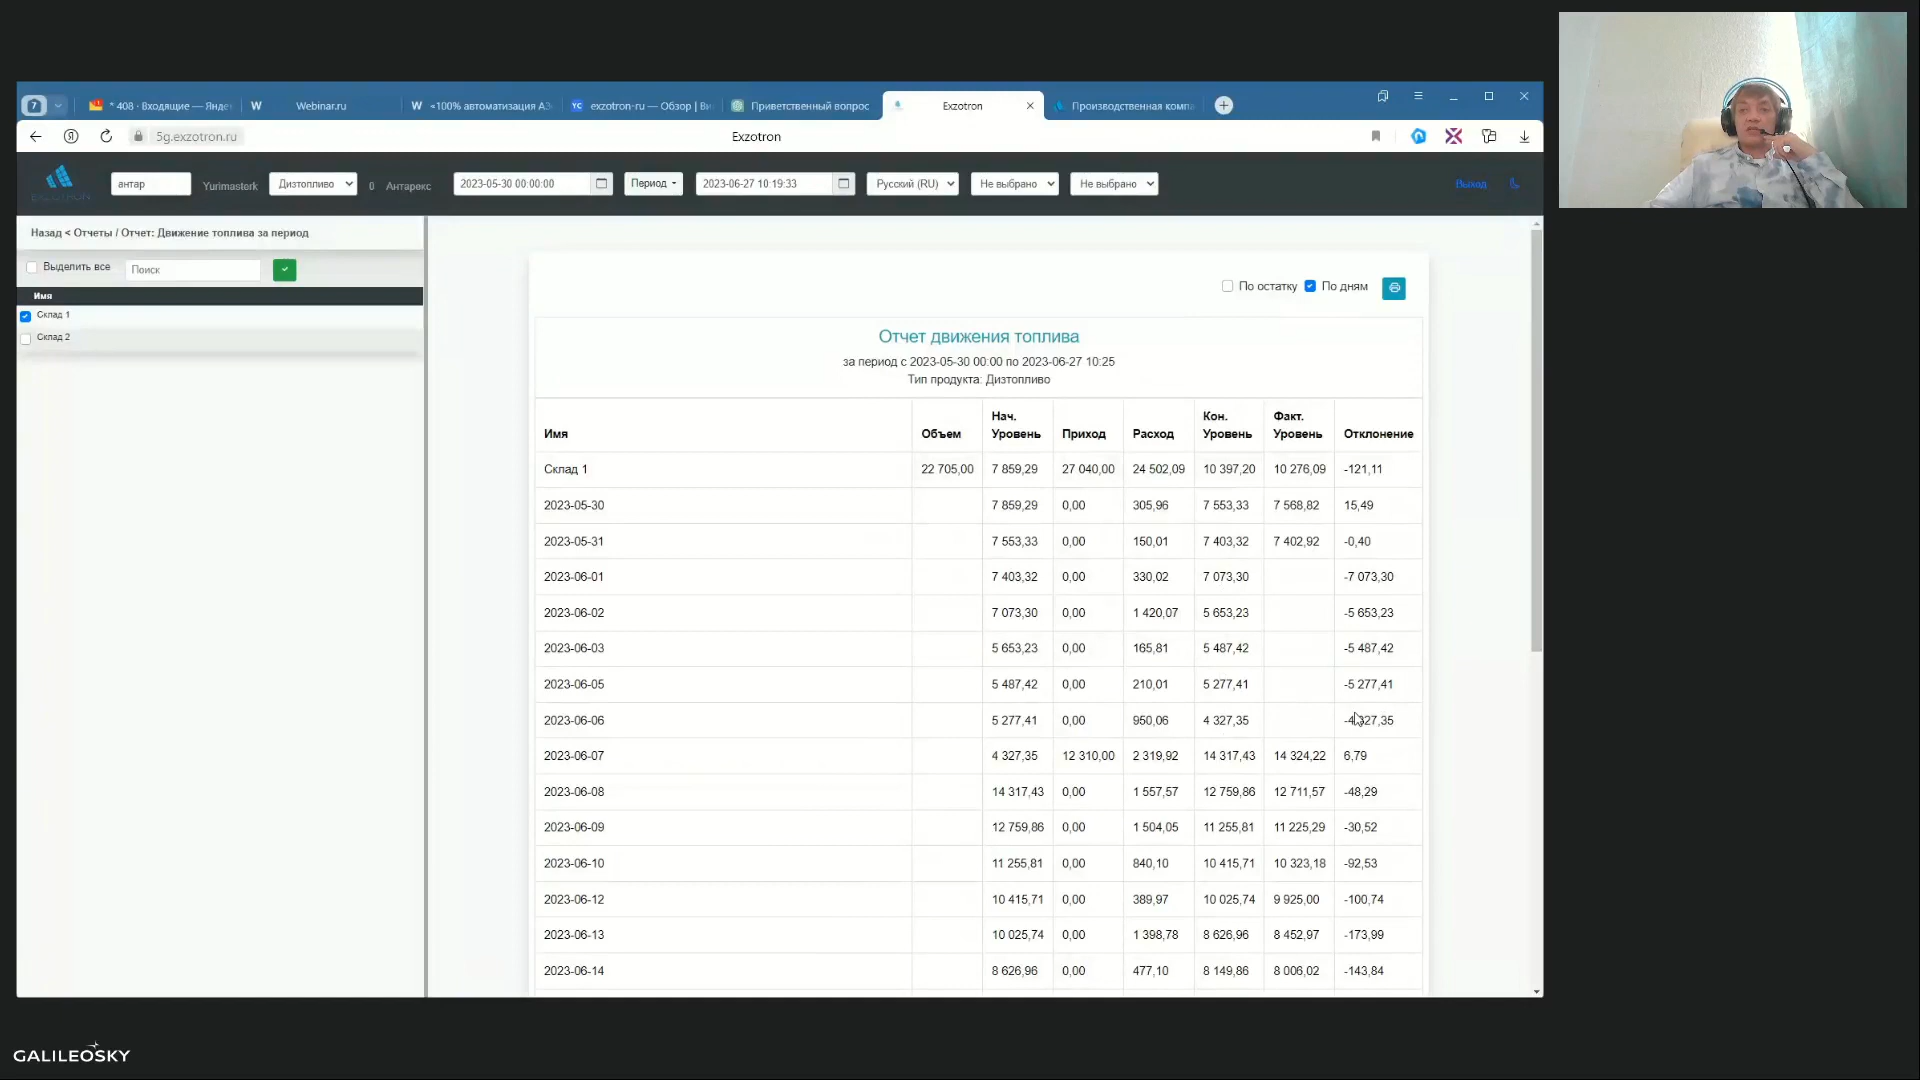 7
* 408 · Входящие — Янде
W Webinar.ru
W «100% автоматизация АЗ
YC exzotron-ru — Обзор | Ви
Приветственный вопрос
Exzotron
Производственная компа
5g.exzotron.ru
Exzotron
EXZOTRON
антар
Yurimasterk
Дизтопливо
0
Антарекс
2023-05-30 00:00:00
Период
2023-06-27 10:19:33
Русский (RU)
Не выбрано
Не выбрано
Выход
Назад < Отчеты / Отчет: Движение топлива за период
Выделить все
Поиск
Имя
Склад 1
Склад 2
По остатку
По дням
Отчет движения топлива
за период с 2023-05-30 00:00 по 2023-06-27 10:25
Тип продукта: Дизтопливо
Имя Объем Нач. Уровень Приход Расход Кон. Уровень Факт. Уровень Отклонение
Склад 1 22 705,00 7 859,29 27 040,00 24 502,09 10 397,20 10 276,09 -121,11
2023-05-30 7 859,29 0,00 305,96 7 553,33 7 568,82 15,49
2023-05-31 7 553,33 0,00 150,01 7 403,32 7 402,92 -0,40
2023-06-01 7 403,32 0,00 330,02 7 073,30 -7 073,30
2023-06-02 7 073,30 0,00 1 420,07 5 653,23 -5 653,23
2023-06-03 5 653,23 0,00 165,81 5 487,42 -5 487,42
2023-06-05 5 487,42 0,00 210,01 5 277,41 -5 277,41
2023-06-06 5 277,41 0,00 950,06 4 327,35 -4 327,35
2023-06-07 4 327,35 12 310,00 2 319,92 14 317,43 14 324,22 6,79
2023-06-08 14 317,43 0,00 1 557,57 12 759,86 12 711,57 -48,29
2023-06-09 12 759,86 0,00 1 504,05 11 255,81 11 225,29 -30,52
2023-06-10 11 255,81 0,00 840,10 10 415,71 10 323,18 -92,53
2023-06-12 10 415,71 0,00 389,97 10 025,74 9 925,00 -100,74
2023-06-13 10 025,74 0,00 1 398,78 8 626,96 8 452,97 -173,99
2023-06-14 8 626,96 0,00 477,10 8 149,86 8 006,02 -143,84
GALILEOSKY